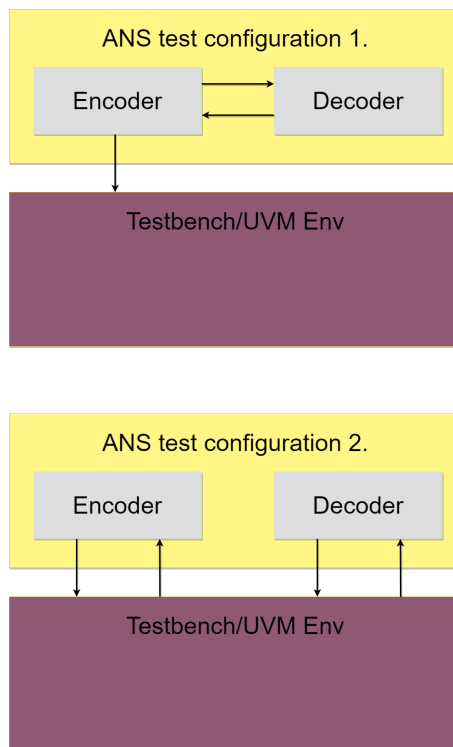 ANS test configuration 1.
Encoder
Decoder
Testbench/UVM Env
ANS test configuration 2.
Encoder
Decoder
Testbench/UVM Env